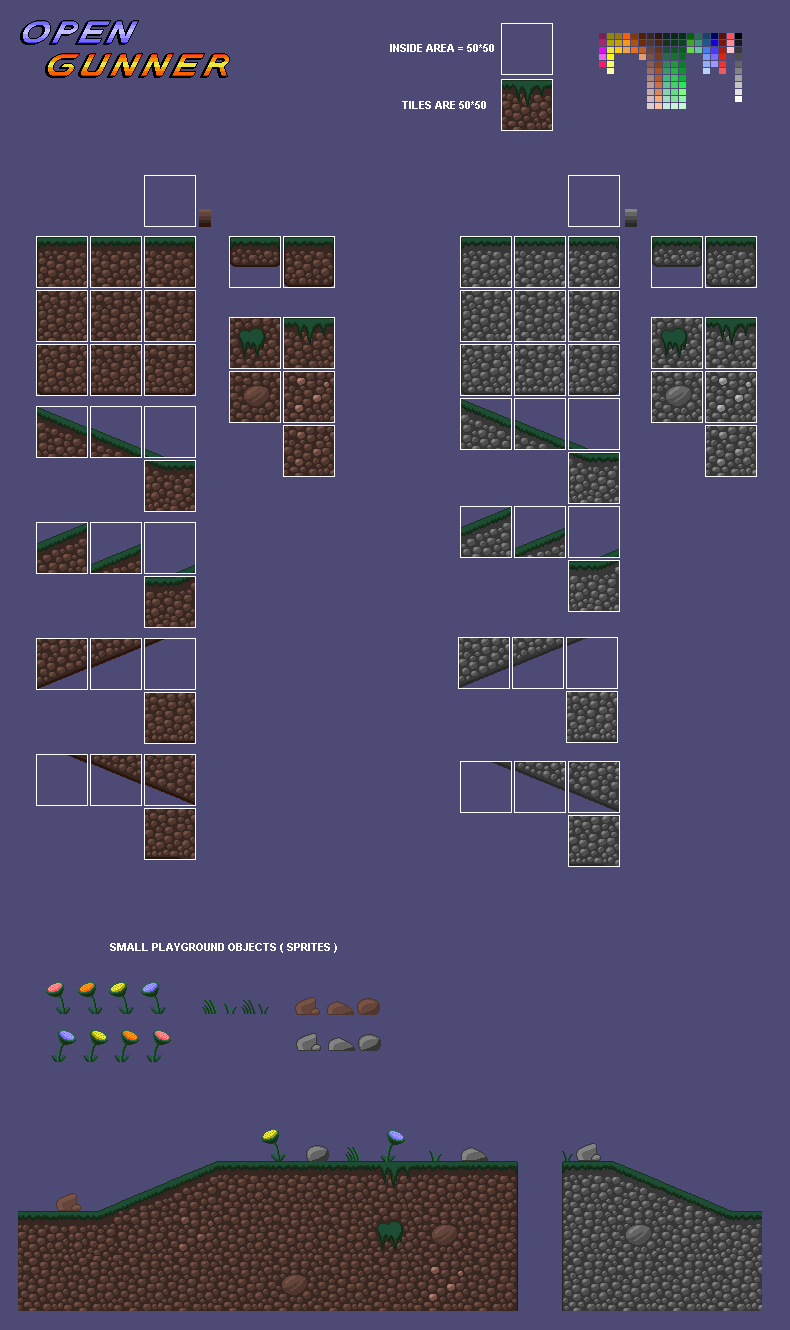 OPEN
GUNNER
INSIDE AREA = 50*50
TILES ARE 50*50
SMALL PLAYGROUND OBJECTS ( SPRITES )